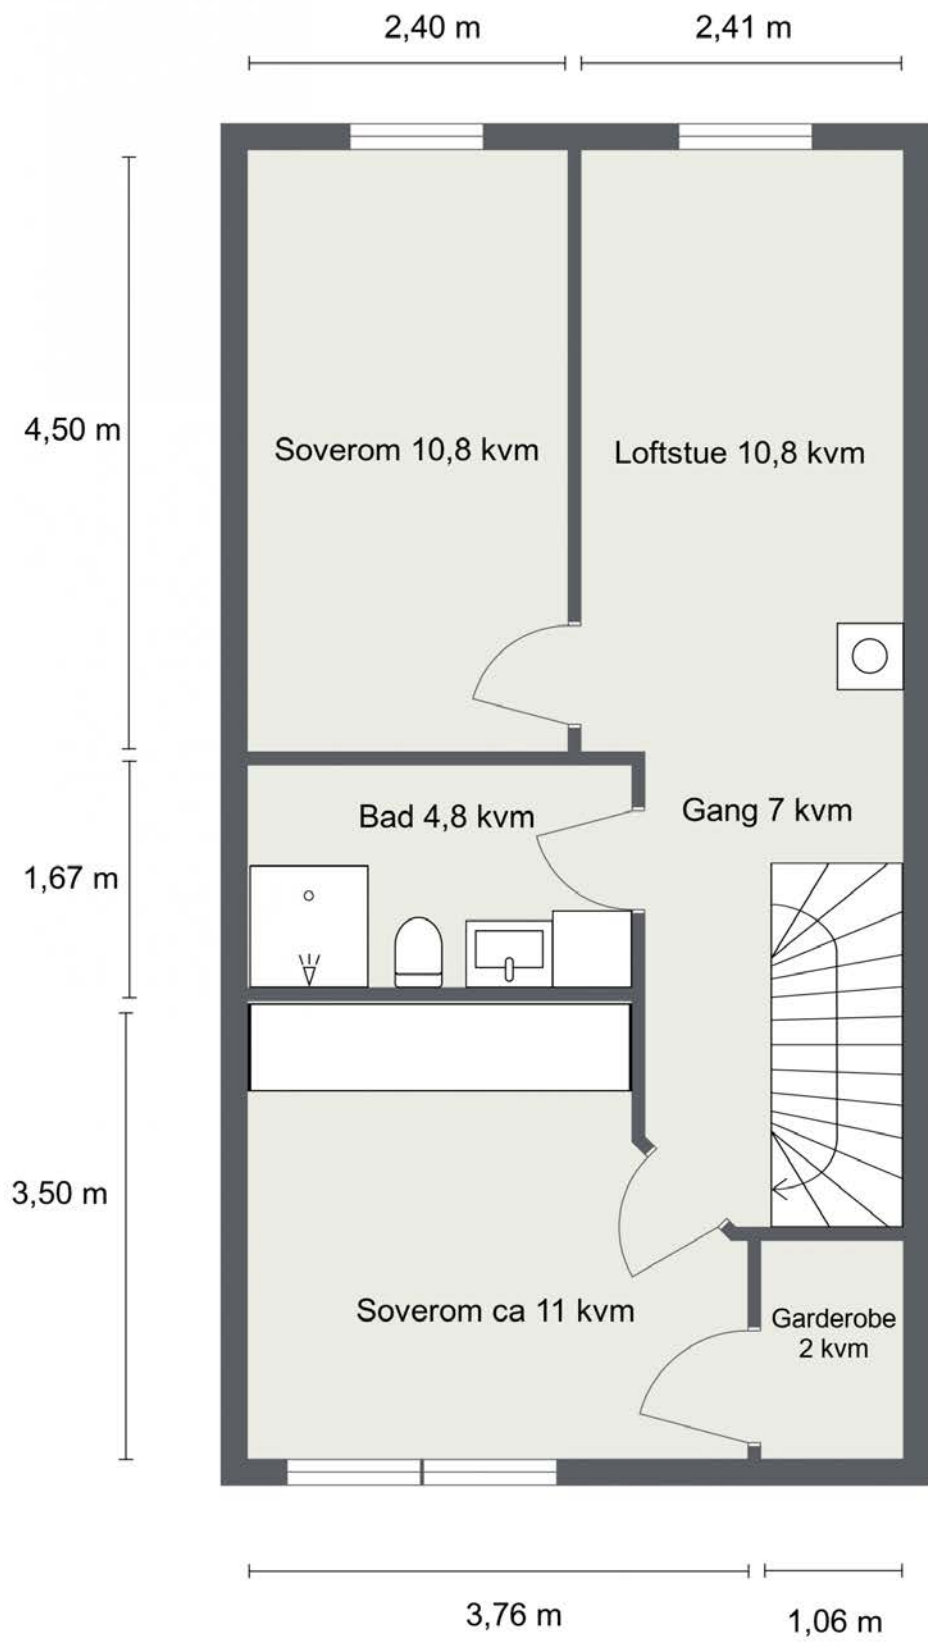 2,40 m
2,41 m
4,50 m
Soverom 10,8 kvm
Loftstue 10,8 kvm
Bad 4,8 kvm
Gang 7 kvm
1,67 m
3,50 m
Soverom ca 11 kvm
Garderobe
2 kvm
3,76 m
1,06 m